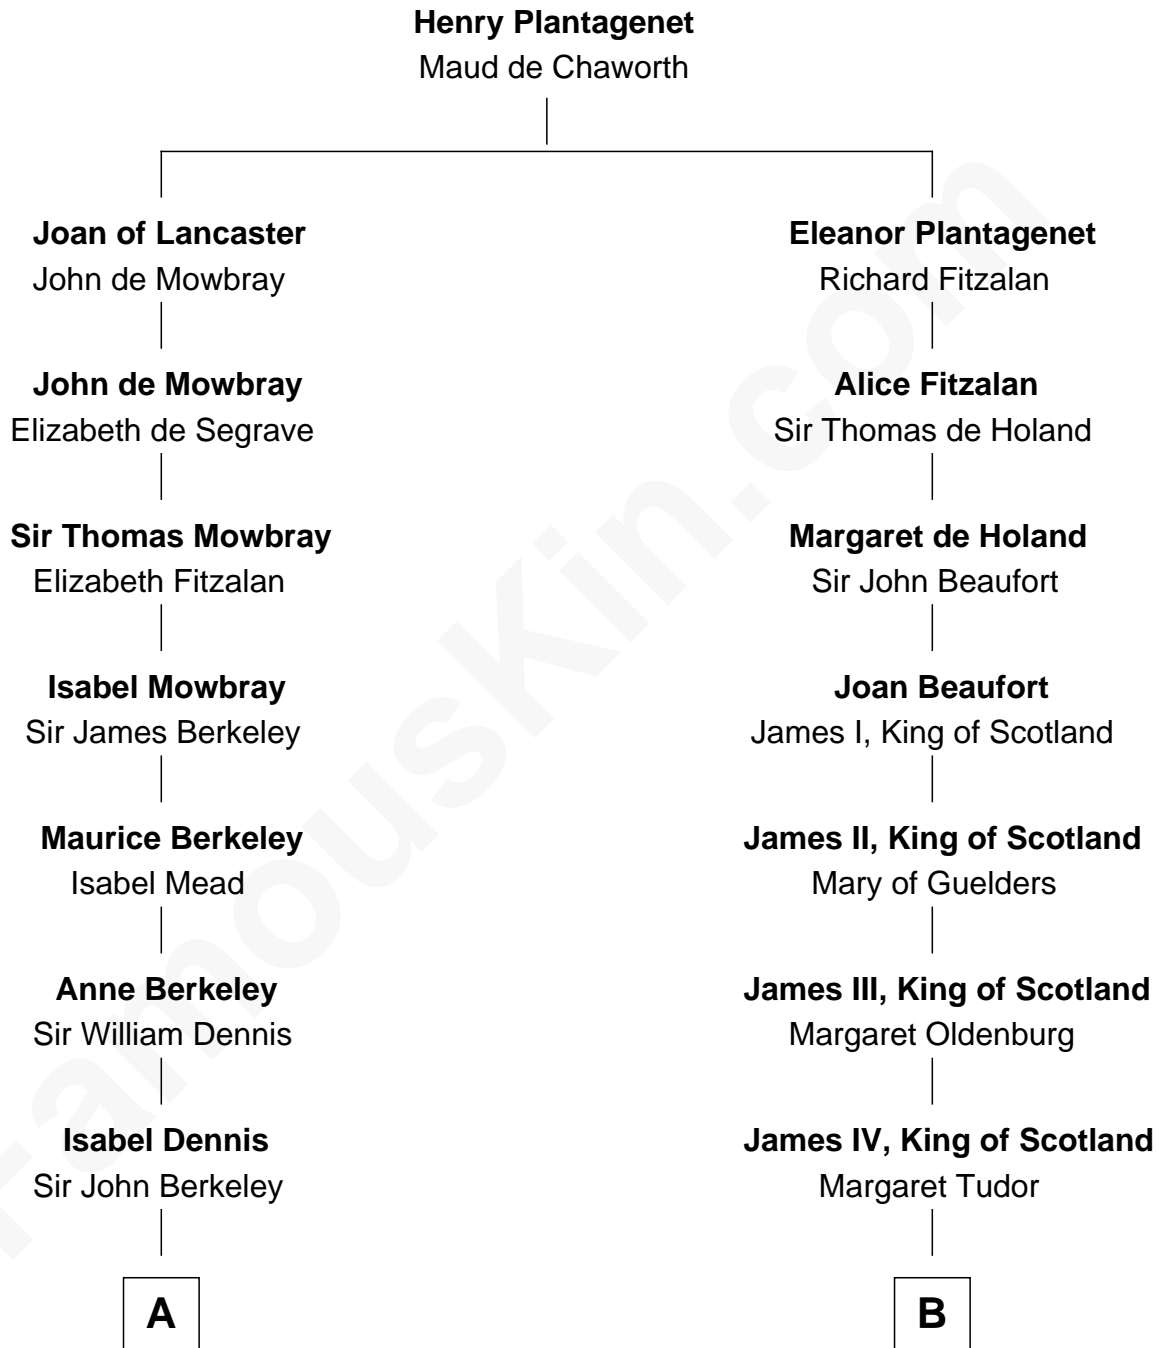 Henry Plantagenet
Maud de Chaworth
Joan of Lancaster
John de Mowbray
John de Mowbray
Elizabeth de Segrave
Sir Thomas Mowbray
Elizabeth Fitzalan
Isabel Mowbray
Sir James Berkeley
Maurice Berkeley
Isabel Mead
Anne Berkeley
Sir William Dennis
Isabel Dennis
Sir John Berkeley
A
Eleanor Plantagenet
Richard Fitzalan
Alice Fitzalan
Sir Thomas de Holand
Margaret de Holand
Sir John Beaufort
Joan Beaufort
James I, King of Scotland
James II, King of Scotland
Mary of Guelders
James III, King of Scotland
Margaret Oldenburg
James IV, King of Scotland
Margaret Tudor
B
FamousKin.com